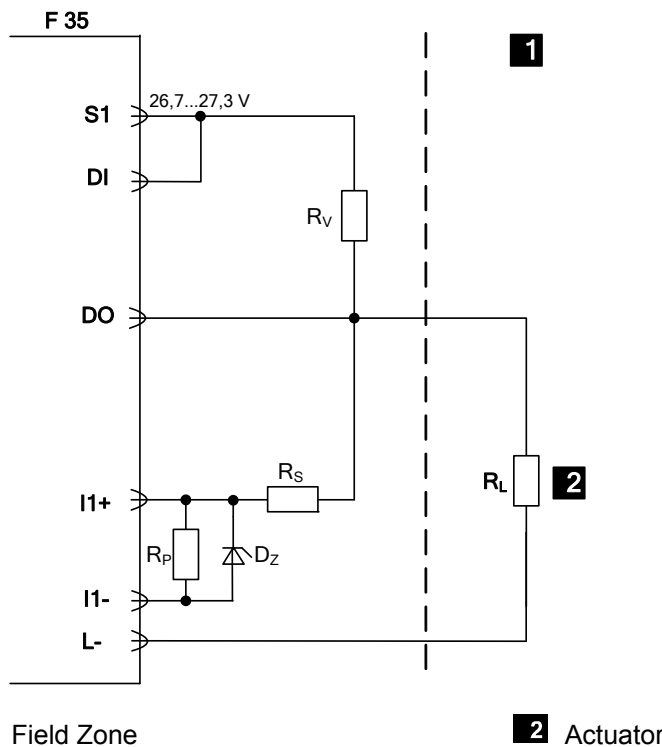 F 35
1
S1
26,7...27,3 V
DI
RV
DO
RS
I1+
RL
2
RP
DZ
I1-
L-
Field Zone
2 Actuator